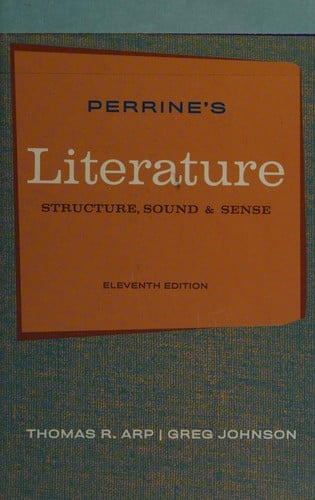 PERRINE'S
Literature
STRUCTURE, SOUND & SENSE
ELEVENTH EDITION
THOMAS R. ARP | GREG JOHNSON